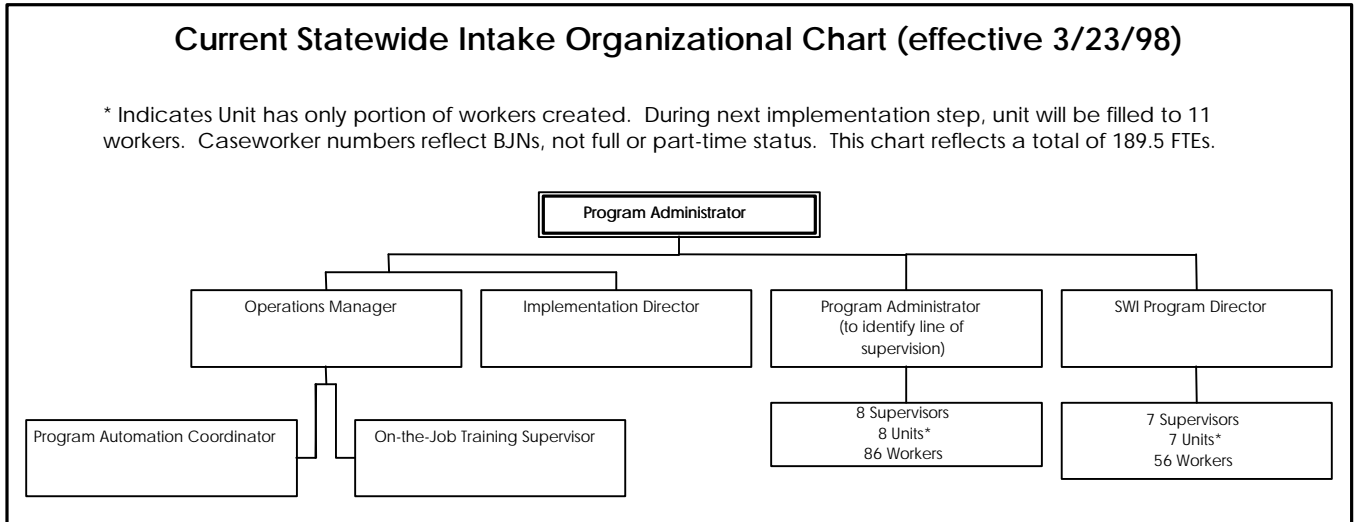 Current Statewide Intake Organizational Chart (effective 3/23/98)
* Indicates Unit has only portion of workers created.  During next implementation step, unit will be filled to 11
workers.  Caseworker numbers reflect BJNs, not full or part-time status.  This chart reflects a total of 189.5 FTEs.
Program Administrator
Operations Manager
Implementation Director
Program Administrator
(to identify line of
supervision)
SWI Program Director
Program Automation Coordinator
On-the-Job Training Supervisor
8 Supervisors
8 Units*
86 Workers
7 Supervisors
7 Units*
56 Workers